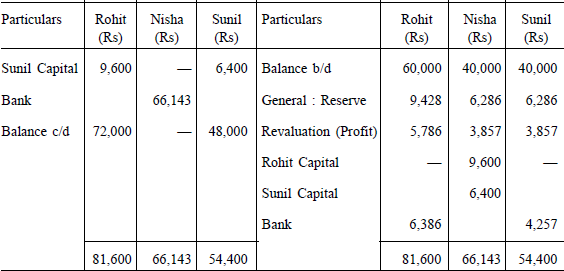 Particulars Rohit Nisha Sunil Particulars Rohit Nisha Sunil
(Rs) (Rs) (Rs) (Rs) (Rs) (Rs)
Sunil Capital 9,600 — 6,400 Balance b/d 60,000 40,000 40,000
Bank 66,143 General : Reserve 9,428 6,286 6,286
Balance c/d 72,000 — 48,000 Revaluation (Profit) 5,786 3,857 3,857
Rohit Capital — 9,600 —
Sunil Capital 6,400
Bank 6,386 4,257
81,600 66,143 54,400 81,600 66,143 54,400